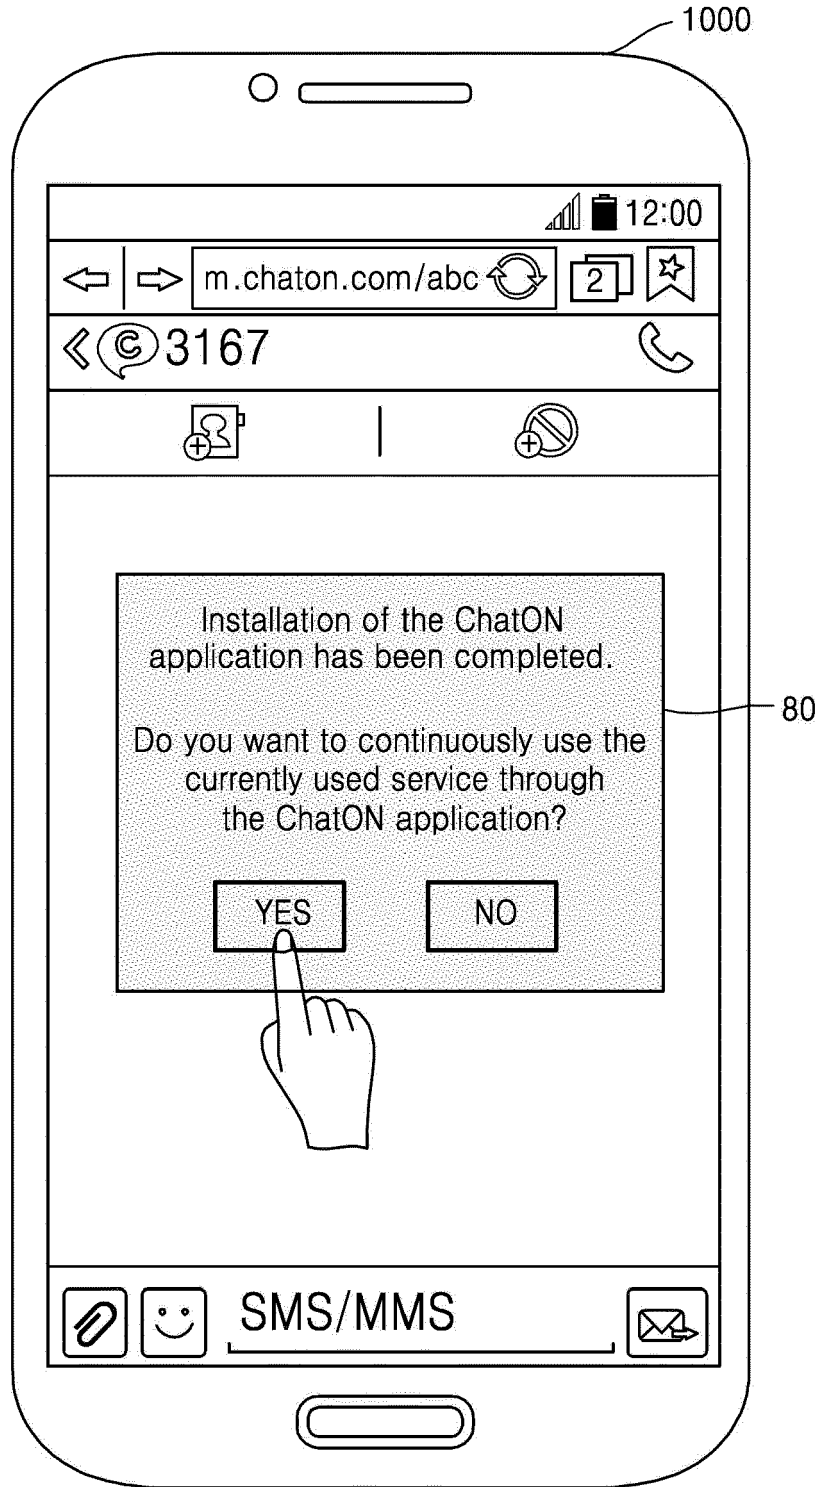 1000
12:00
m.chaton.com/abc
2
C 3167
Installation of the ChatON
application has been completed.
80
Do you want to continuously use the
currently used service through
the ChatON application?
YES NO
SMS/MMS